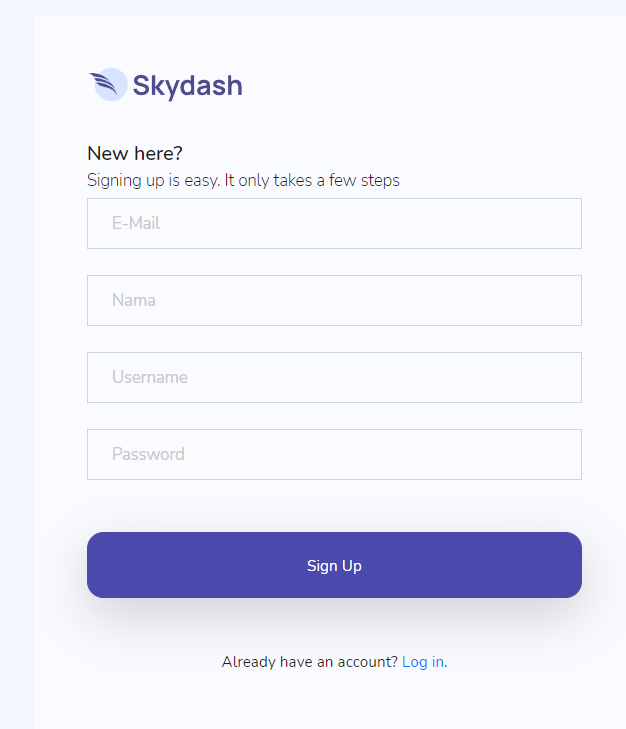 Skydash
New here?
Signing up is easy. It only takes a few steps
E-Mail
Nama
Username
Password
Sign Up
Already have an account? Log in.